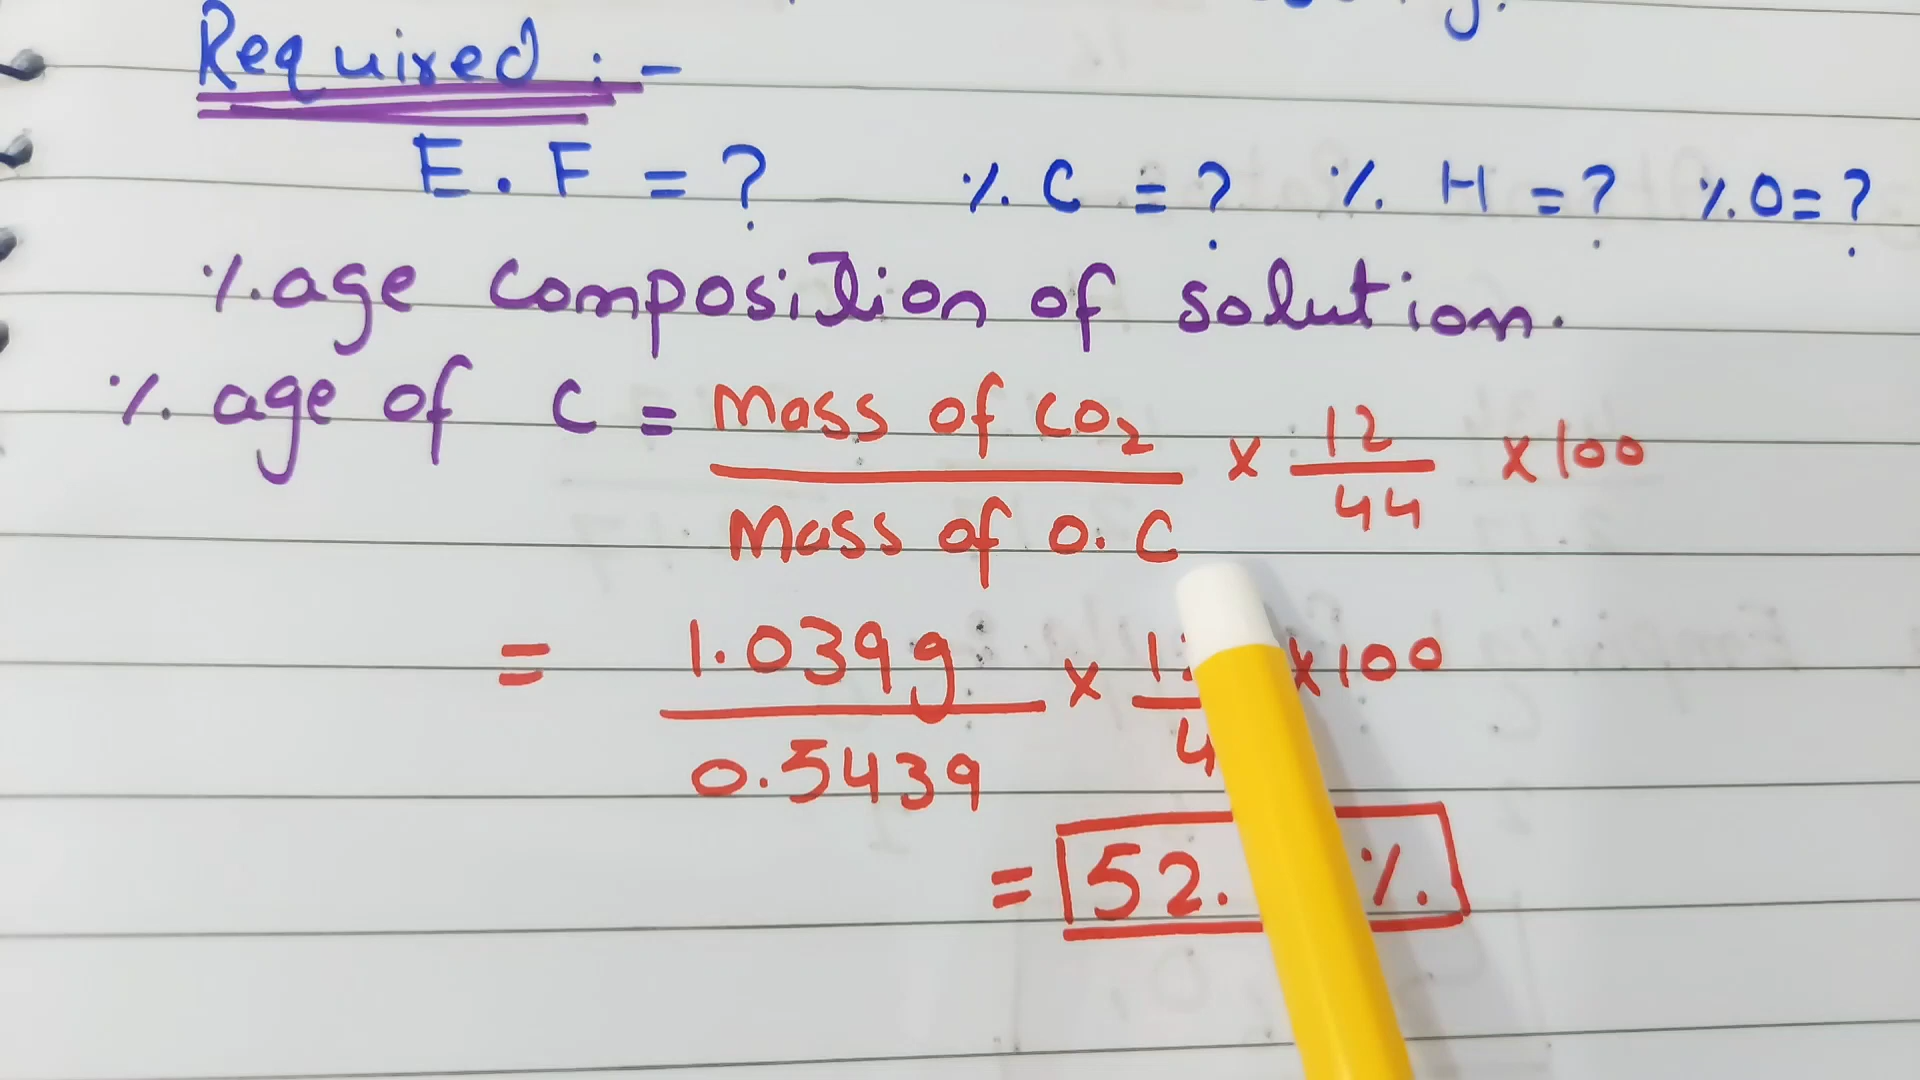 Required :-
E.F = ? %. C = ? %. H = ? %. O = ?
%.age composition of solution.
%. age of C = Mass of CO₂ / Mass of O.C × 12/44 × 100
= 1.039g / 0.5439 × 100
= 52. %.